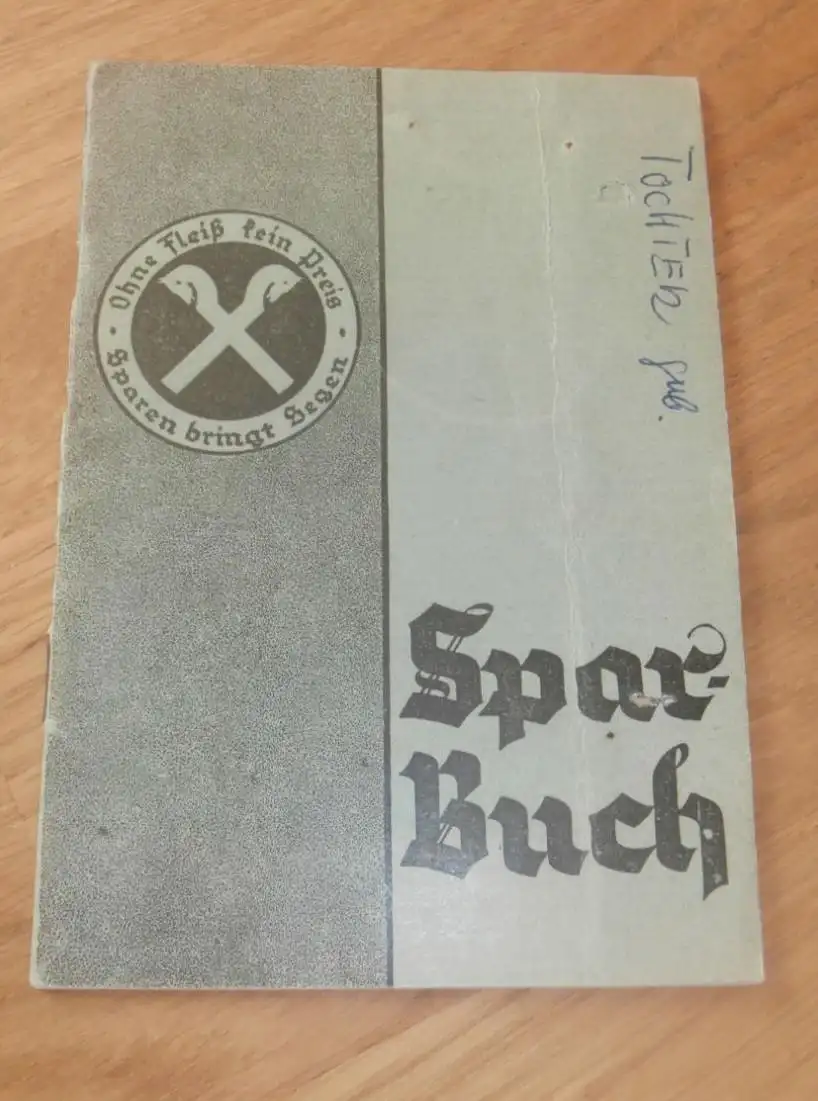 Ohne Fleiß kein Preis
Sparen bringt Segen
Tochter
Spar-
Buch